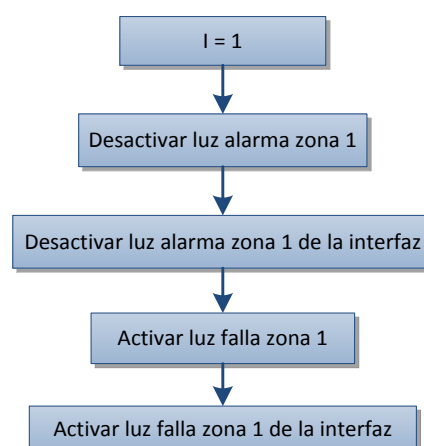 I = 1
Desactivar luz alarma zona 1
Desactivar luz alarma zona 1 de la interfaz
Activar luz falla zona 1
Activar luz falla zona 1 de la interfaz